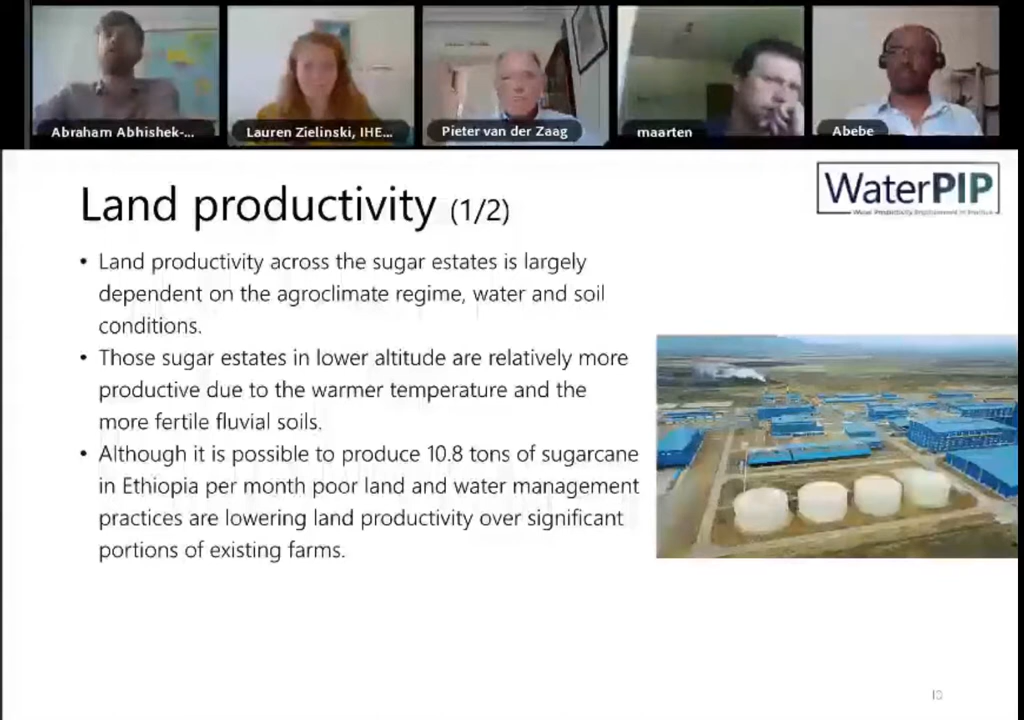 Abraham Abhishek-...
Lauren Zielinski, IHE...
Pieter van der Zaag
maarten
Abebe
WaterPIP
Land productivity (1/2)
• Land productivity across the sugar estates is largely
dependent on the agroclimate regime, water and soil
conditions.
• Those sugar estates in lower altitude are relatively more
productive due to the warmer temperature and the
more fertile fluvial soils.
• Although it is possible to produce 10.8 tons of sugarcane
in Ethiopia per month poor land and water management
practices are lowering land productivity over significant
portions of existing farms.